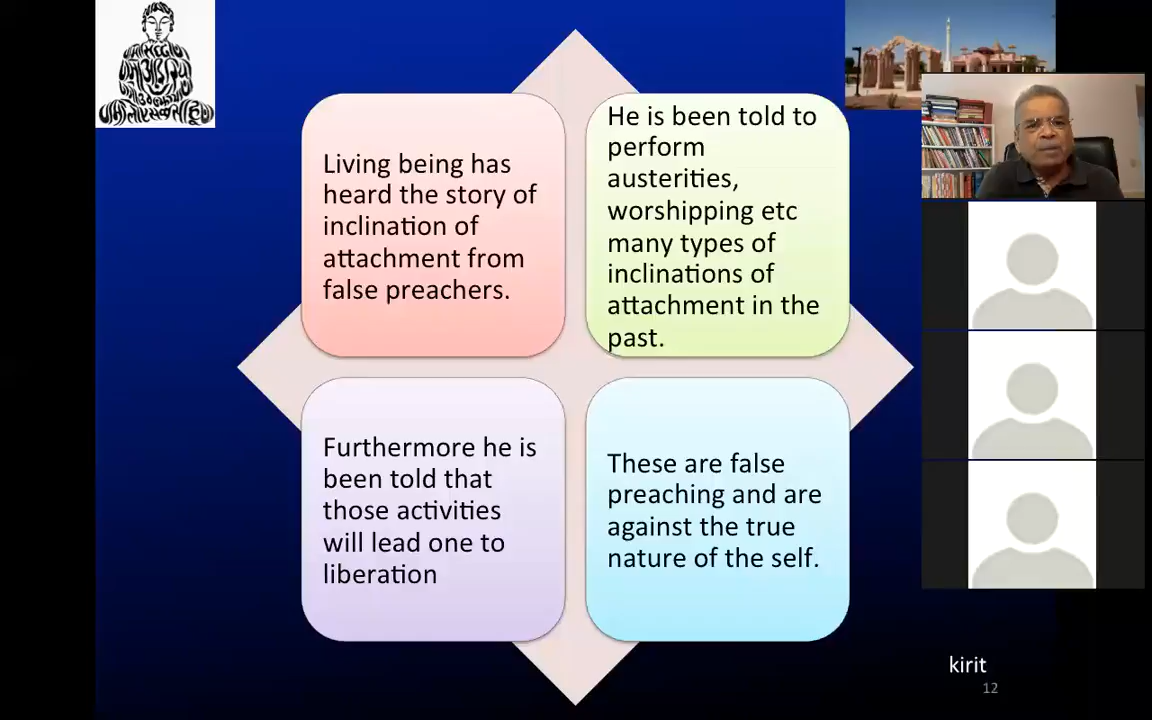 Living being has
heard the story of
inclination of
attachment from
false preachers.
He is been told to
perform
austerities,
worshipping etc
many types of
inclinations of
attachment in the
past.
Furthermore he is
been told that
those activities
will lead one to
liberation
These are false
preaching and are
against the true
nature of the self.
kirit
12